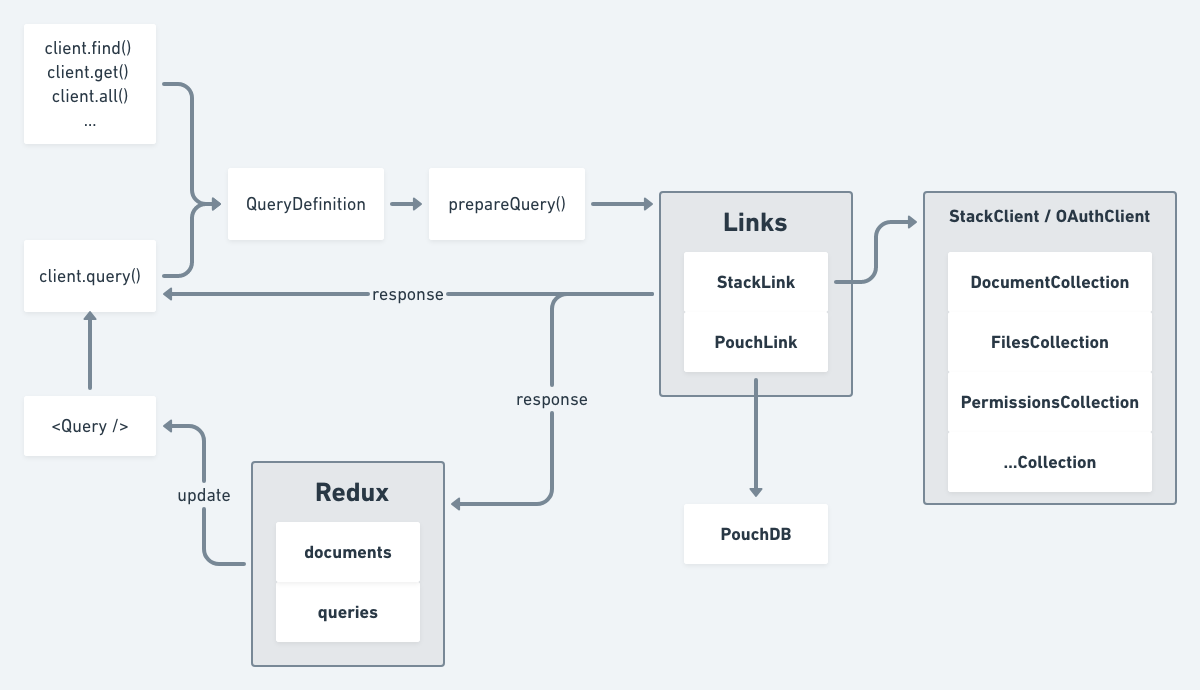 client.find()
client.get()
client.all()
...
QueryDefinition
prepareQuery()
Links
StackLink
PouchLink
StackClient / OAuthClient
DocumentCollection
FilesCollection
PermissionsCollection
...Collection
client.query()
response
response
<Query />
update
Redux
documents
queries
PouchDB